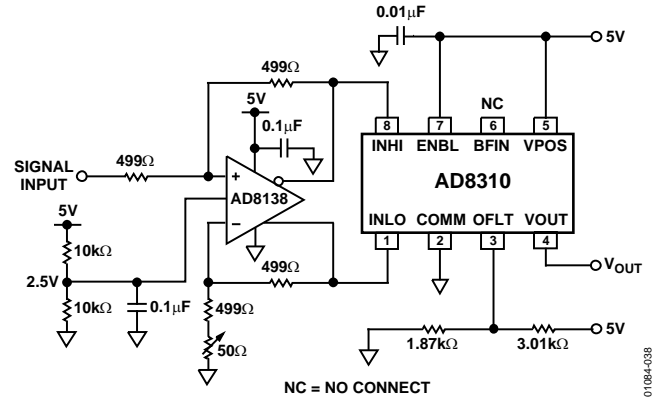 0.01μF
5V
499Ω
5V
NC
0.1μF
8 7 6 5
INHI ENBL BFIN VPOS
SIGNAL
INPUT
499Ω
+
AD8138
−
AD8310
5V
INLO COMM OFLT VOUT
1 2 3 4
10kΩ
2.5V
499Ω
VOUT
10kΩ
0.1μF
499Ω
5V
1.87kΩ
3.01kΩ
50Ω
NC = NO CONNECT
01084-038